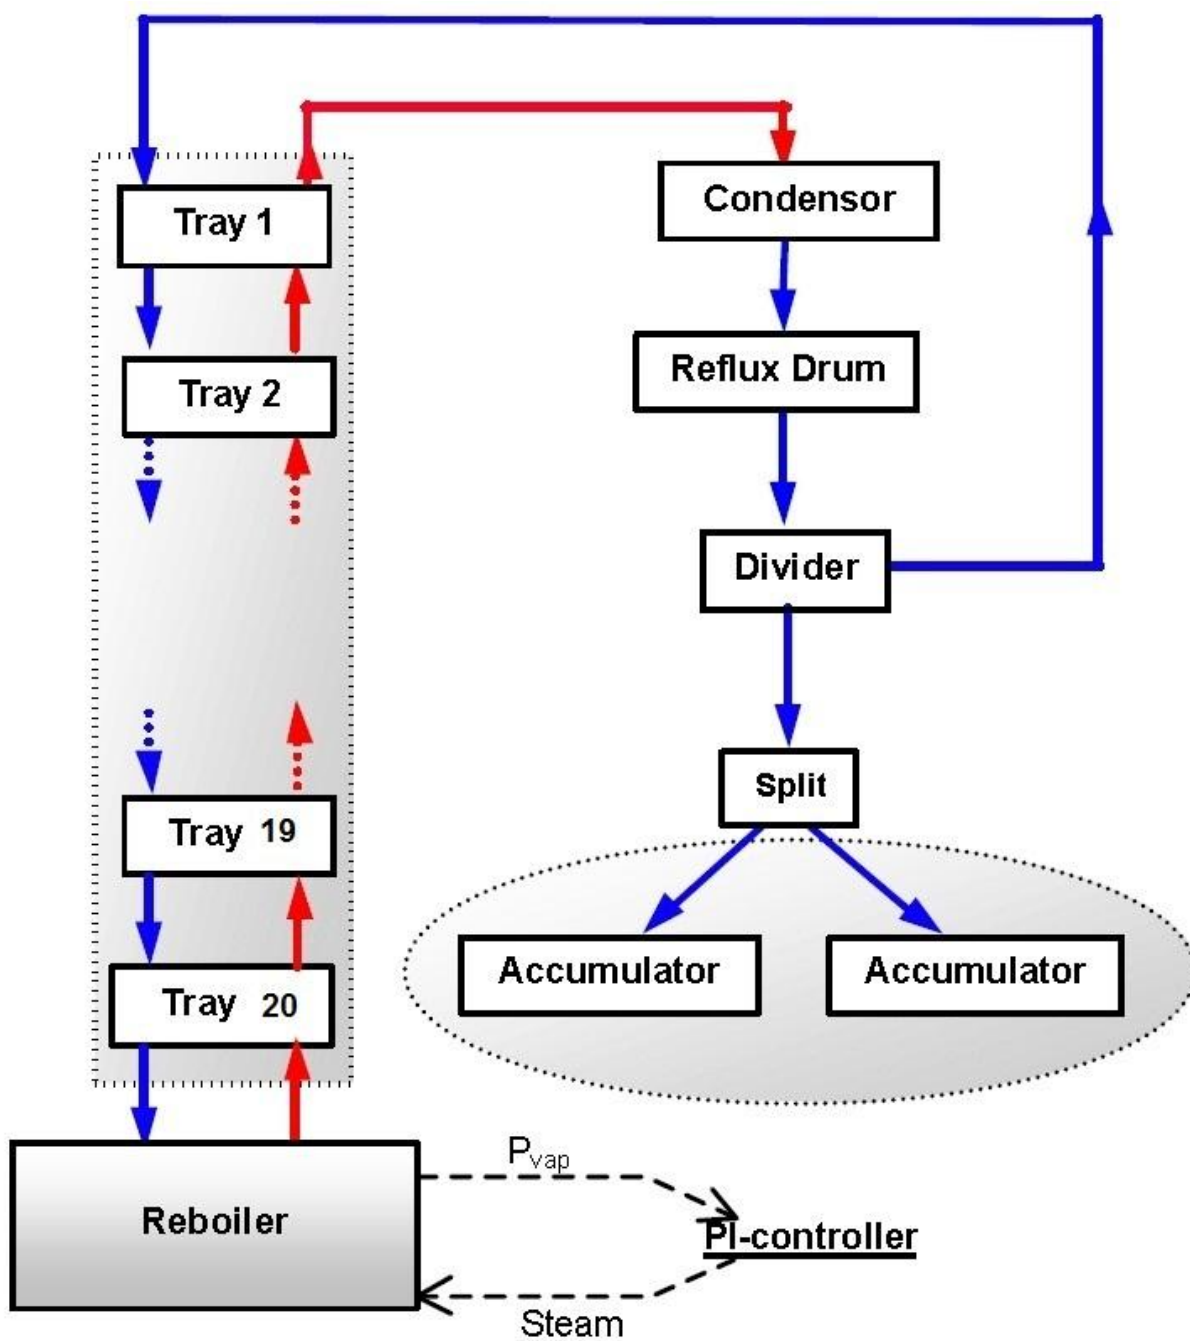 Tray 1
Condensor
Tray 2
Reflux Drum
Divider
Split
Tray 19
Accumulator
Accumulator
Tray 20
Reboiler
Pvap
PI-controller
Steam